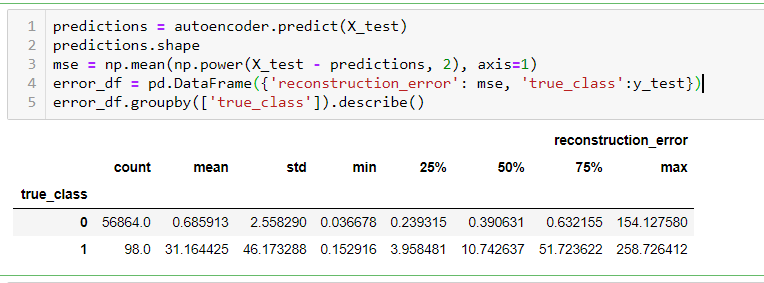 1 predictions = autoencoder.predict(X_test)
2 predictions.shape
3 mse = np.mean(np.power(X_test - predictions, 2), axis=1)
4 error_df = pd.DataFrame({'reconstruction_error': mse, 'true_class':y_test})
5 error_df.groupby(['true_class']).describe()
reconstruction_error
count mean std min 25% 50% 75% max
true_class
0 56864.0 0.685913 2.558290 0.036678 0.239315 0.390631 0.632155 154.127580
1 98.0 31.164425 46.173288 0.152916 3.958481 10.742637 51.723622 258.726412